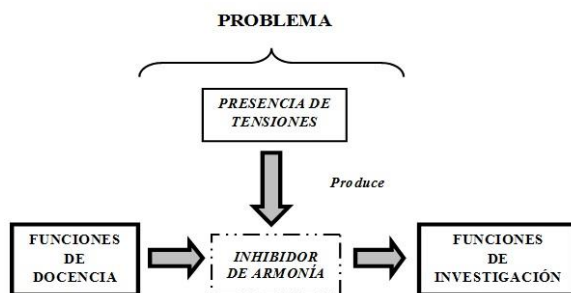 PROBLEMA
PRESENCIA DE
TENSIONES
Produce
FUNCIONES
DE
DOCENCIA
INHIBIDOR
DE ARMONÍA
FUNCIONES
DE
INVESTIGACIÓN